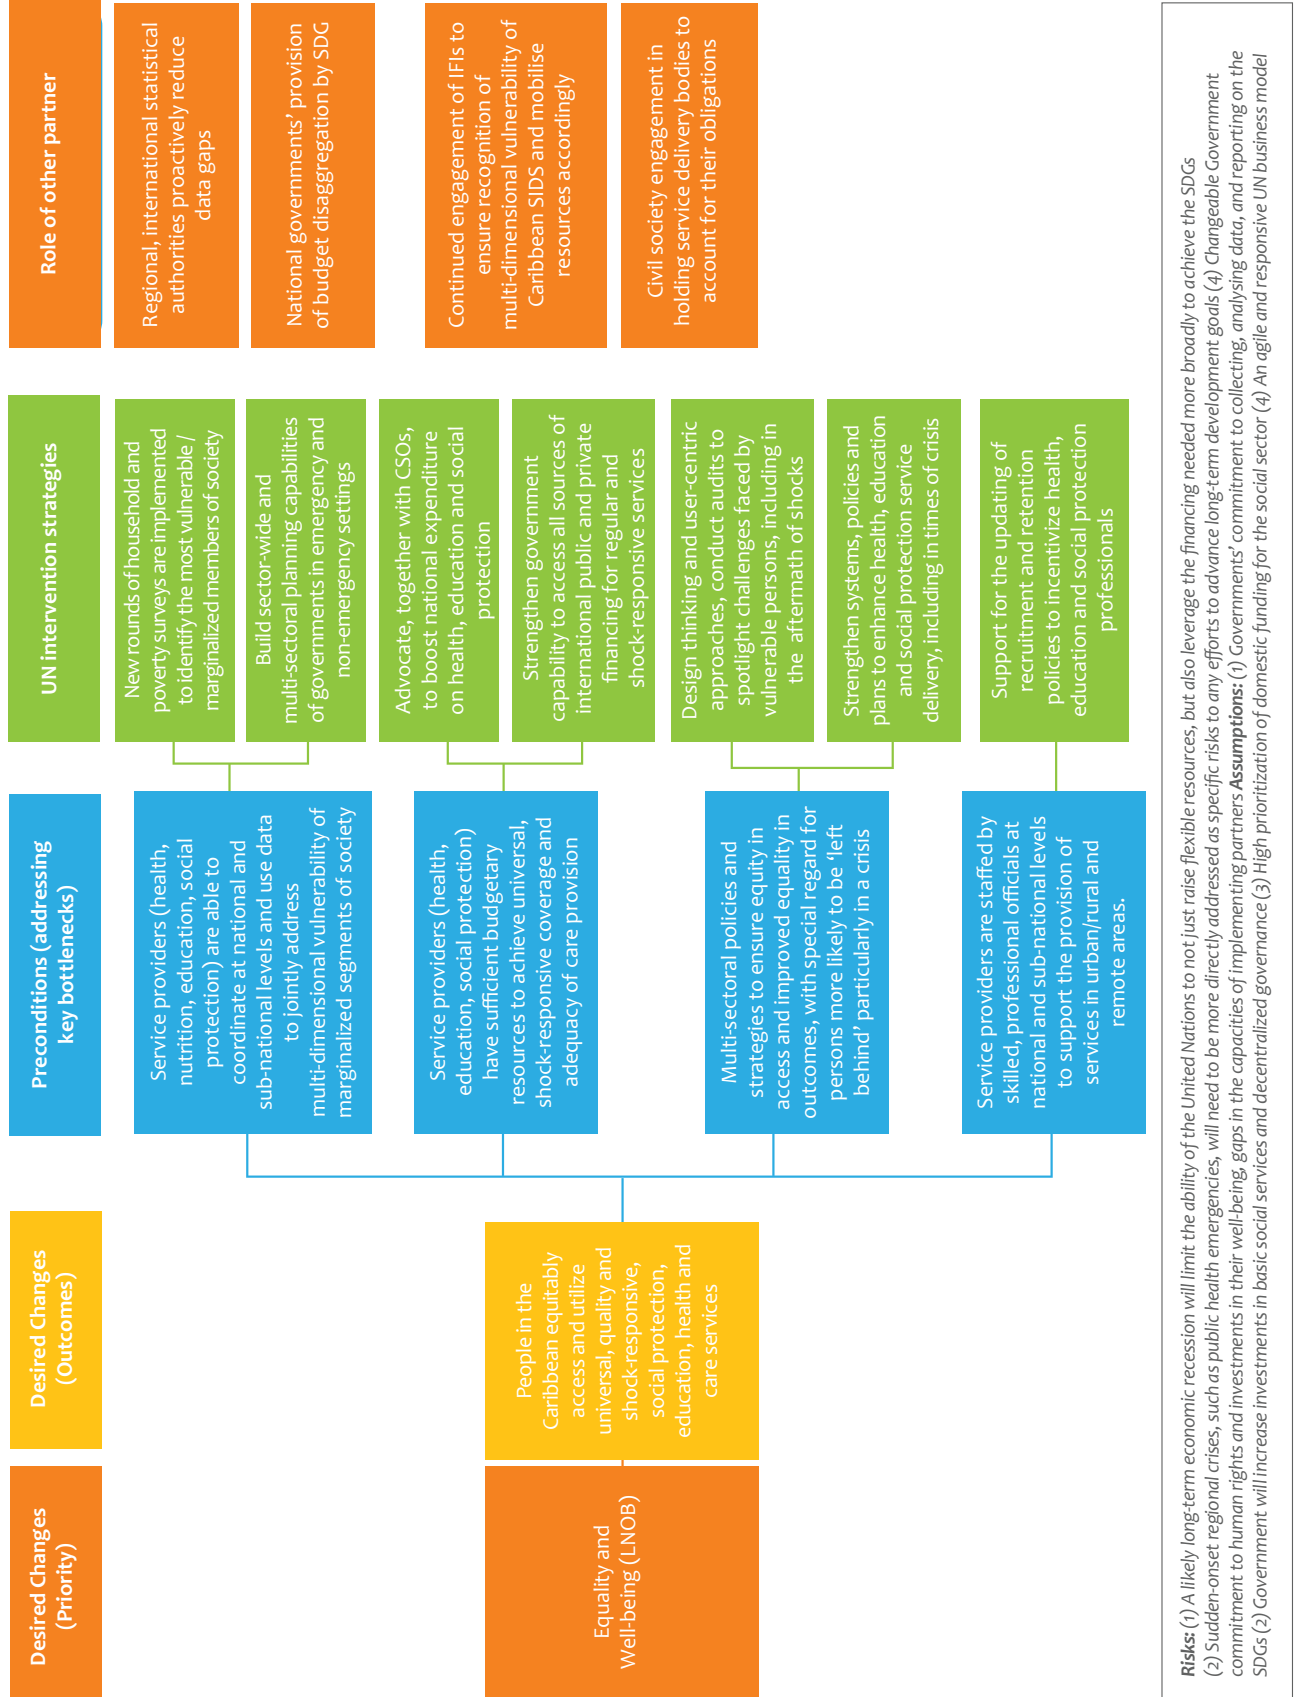 Desired Changes
(Priority)
Desired Changes
(Outcomes)
Preconditions (addressing
key bottlenecks)
UN intervention strategies
Role of other partner
Equality and
Well-being (LNOB)
People in the
Caribbean equitably
access and utilize
universal, quality and
shock-responsive,
social protection,
education, health and
care services
Service providers (health,
nutrition, education, social
protection) are able to
coordinate at national and
sub-national levels and use data
to jointly address
multi-dimensional vulnerability of
marginalized segments of society
Service providers (health,
education, social protection)
have sufficient budgetary
resources to achieve universal,
shock-responsive coverage and
adequacy of care provision
Multi-sectoral policies and
strategies to ensure equity in
access and improved equality in
outcomes, with special regard for
persons more likely to be ‘left
behind’ particularly in a crisis
Service providers are staffed by
skilled, professional officials at
national and sub-national levels
to support the provision of
services in urban/rural and
remote areas.
New rounds of household and
poverty surveys are implemented
to identify the most vulnerable /
marginalized members of society
Build sector-wide and
multi-sectoral planning capabilities
of governments in emergency and
non-emergency settings
Advocate, together with CSOs,
to boost national expenditure
on health, education and social
protection
Strengthen government
capability to access all sources of
international public and private
financing for regular and
shock-responsive services
Design thinking and user-centric
approaches, conduct audits to
spotlight challenges faced by
vulnerable persons, including in
the aftermath of shocks
Strengthen systems, policies and
plans to enhance health, education
and social protection service
delivery, including in times of crisis
Support for the updating of
recruitment and retention
policies to incentivize health,
education and social protection
professionals
Regional, international statistical
authorities proactively reduce
data gaps
National governments’ provision
of budget disaggregation by SDG
Continued engagement of IFIs to
ensure recognition of
multi-dimensional vulnerability of
Caribbean SIDS and mobilise
resources accordingly
Civil society engagement in
holding service delivery bodies to
account for their obligations
Risks: (1) A likely long-term economic recession will limit the ability of the United Nations to not just raise flexible resources, but also leverage the financing needed more broadly to achieve the SDGs
(2) Sudden-onset regional crises, such as public health emergencies, will need to be more directly addressed as specific risks to any efforts to advance long-term development goals (4) Changeable Government
commitment to human rights and investments in their well-being, gaps in the capacities of implementing partners Assumptions: (1) Governments’ commitment to collecting, analysing data, and reporting on the
SDGs (2) Government will increase investments in basic social services and decentralized governance (3) High prioritization of domestic funding for the social sector (4) An agile and responsive UN business model